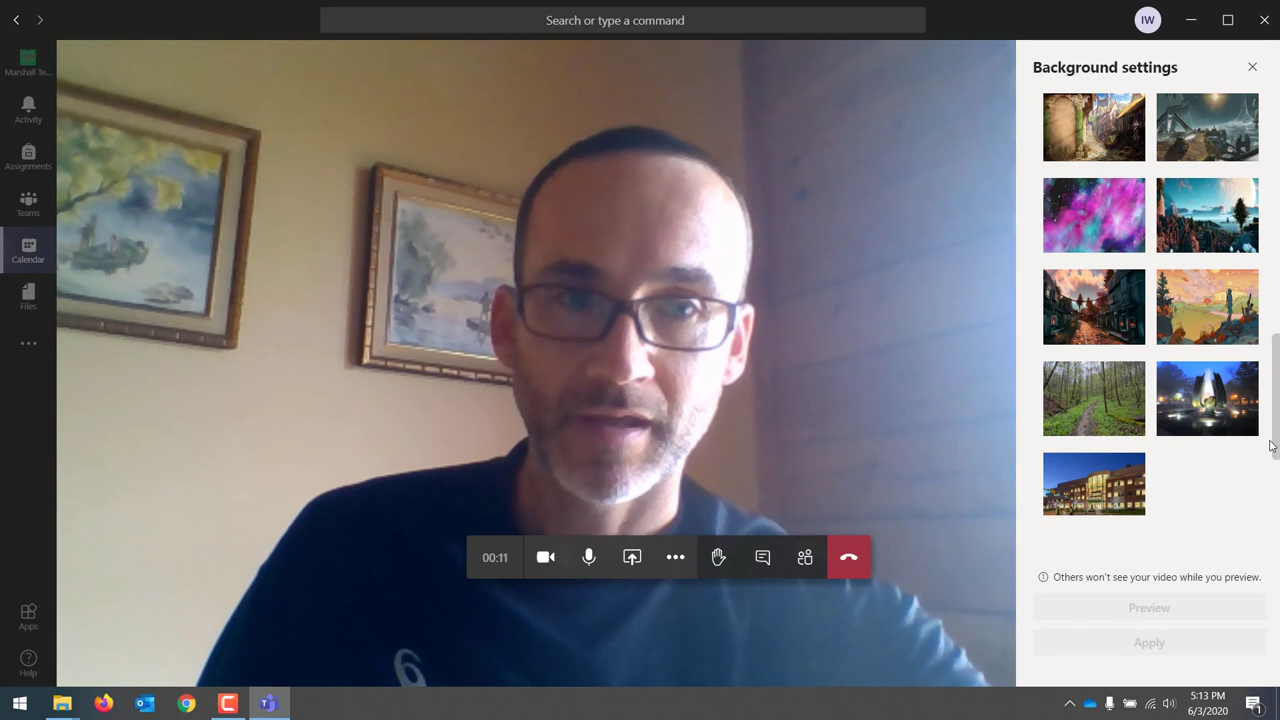 Search or type a command
IW
Marshall Te...
Activity
Assignments
Teams
Calendar
Files
Apps
Help
Background settings
00:11
Others won't see your video while you preview.
Preview
Apply
5:13 PM
6/3/2020
1